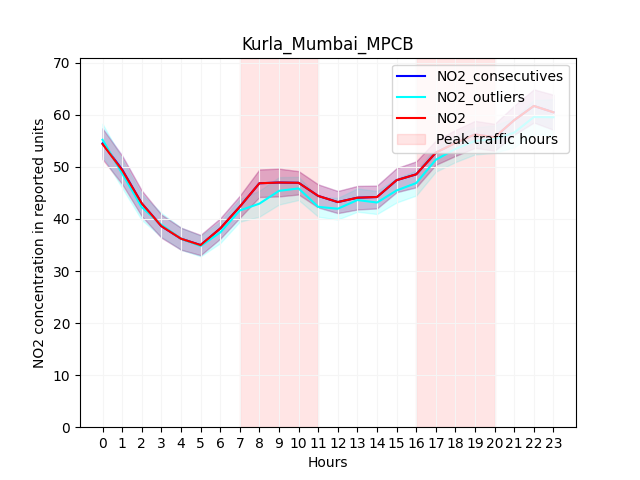 Kurla_Mumbai_MPCB
NO2_consecutives
NO2_outliers
NO2
Peak traffic hours
NO2 concentration in reported units
70
60
50
40
30
20
10
0
0 1 2 3 4 5 6 7 8 9 10 11 12 13 14 15 16 17 18 19 20 21 22 23
Hours